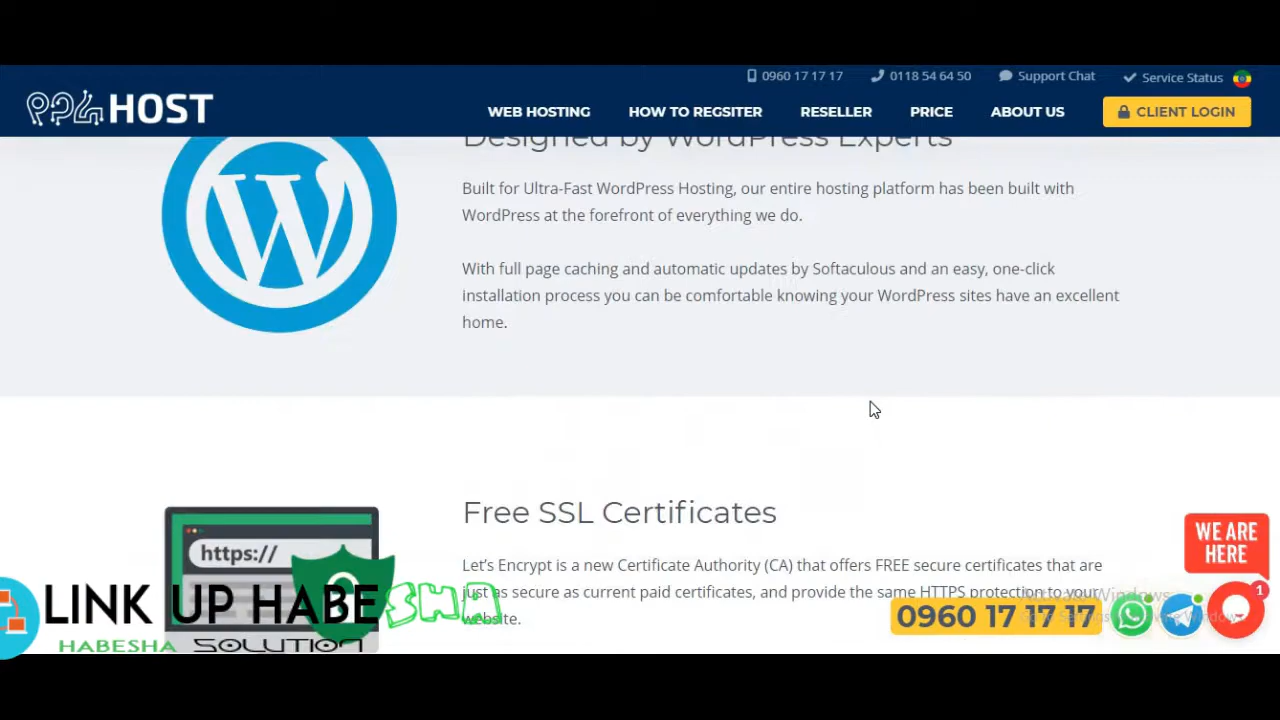 0960 17 17 17
0118 54 64 50
Support Chat
Service Status
HOST
WEB HOSTING
HOW TO REGSITER
RESELLER
PRICE
ABOUT US
CLIENT LOGIN
Designed by WordPress Experts
Built for Ultra-Fast WordPress Hosting, our entire hosting platform has been built with
WordPress at the forefront of everything we do.
With full page caching and automatic updates by Softaculous and an easy, one-click
installation process you can be comfortable knowing your WordPress sites have an excellent
home.
Free SSL Certificates
https://
Let's Encrypt is a new Certificate Authority (CA) that offers FREE secure certificates that are
just as secure as current paid certificates, and provide the same HTTPS protection to your
website.
WE ARE
HERE
1
0960 17 17 17
LINK UP HABESHA
HABESHA SOLUTION